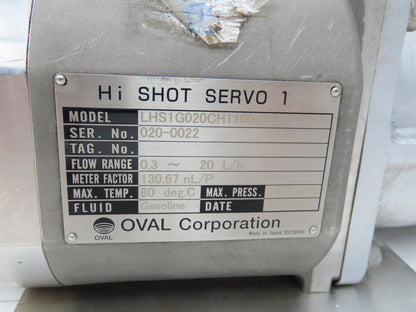 Hi SHOT SERVO 1
MODEL LHS1G020CH1100
SER. No. 020-0022
TAG. No.
FLOW RANGE 0.3 ～ 20 L/h
METER FACTOR 130.67 nL/P
MAX. TEMP. 80 deg.C MAX. PRESS.
FLUID Gasoline DATE
OVAL OVAL Corporation
Made in Japan